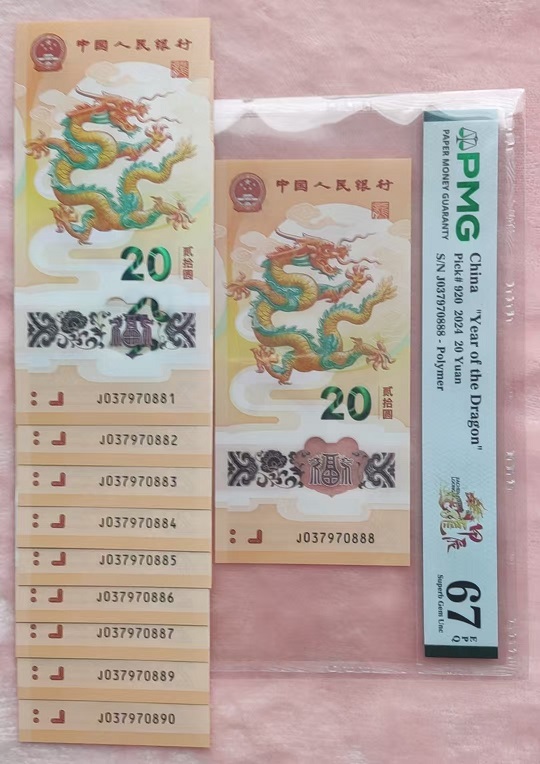 中国人民银行
20
贰拾圆
J037970881
J037970882
J037970883
J037970884
J037970885
J037970886
J037970887
J037970889
J037970890
中国人民银行
20
贰拾圆
福
J037970888
PMG
PAPER MONEY GUARANTY
China "Year of the Dragon"
Pick# 920 2024 20 Yuan
S/N J037970888 - Polymer
67 EPQ
Superb Gem Unc